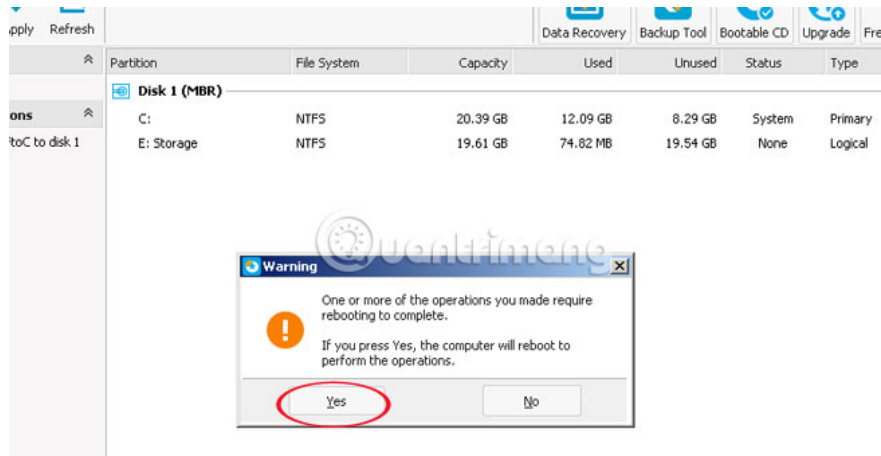 Apply Refresh
Data Recovery Backup Tool Bootable CD Upgrade Fre
Partition File System Capacity Used Unused Status Type
Disk 1 (MBR)
ons
C: NTFS 20.39 GB 12.09 GB 8.29 GB System Primary
toC to disk 1
E: Storage NTFS 19.61 GB 74.82 MB 19.54 GB None Logical
Quantrimang
Warning
One or more of the operations you made require
rebooting to complete.
If you press Yes, the computer will reboot to
perform the operations.
Yes No